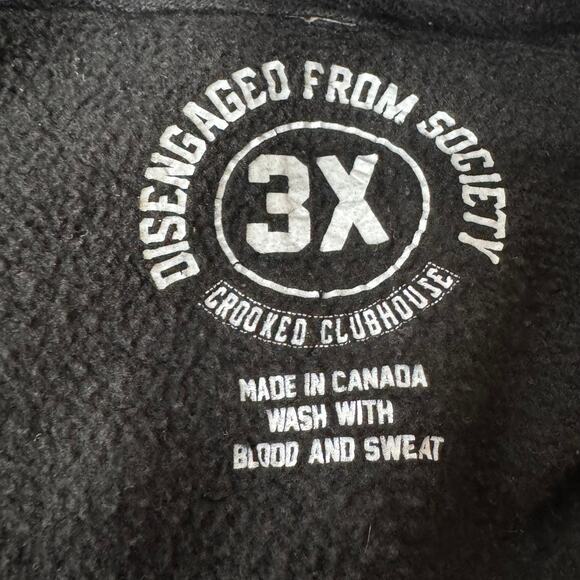 DISENGAGED FROM SOCIETY
3X
CROOKED CLUBHOUSE
MADE IN CANADA
WASH WITH
BLOOD AND SWEAT